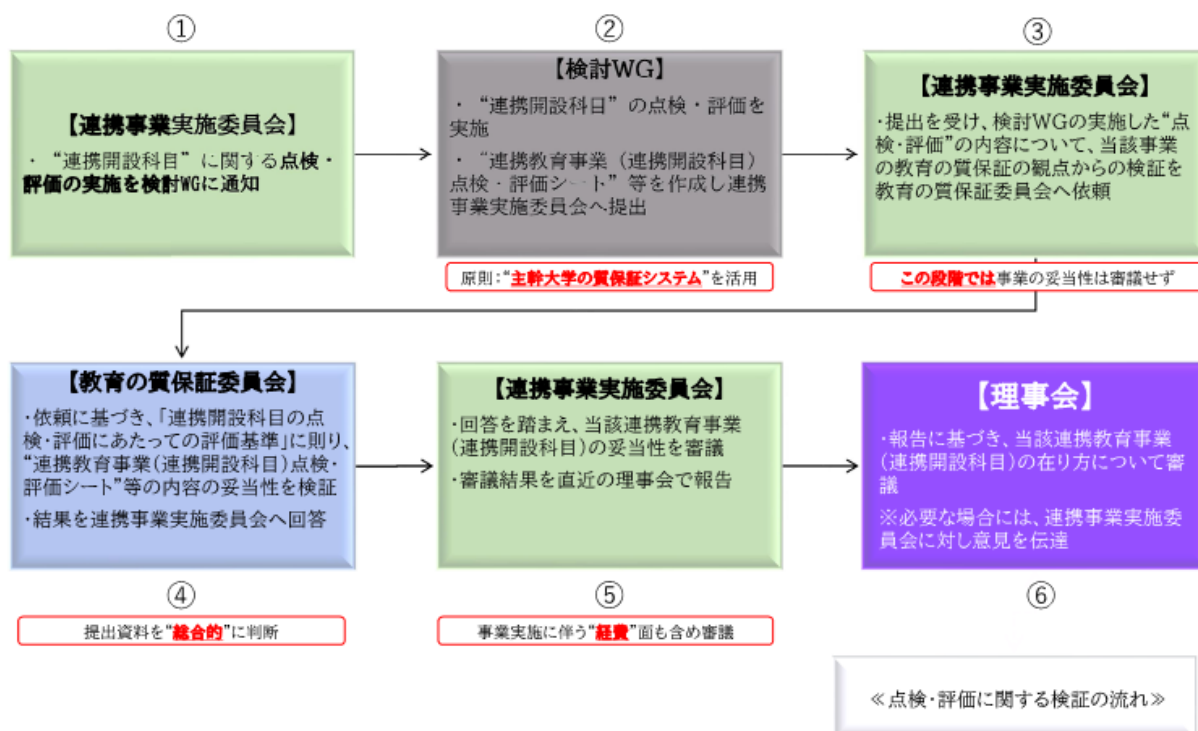 ①
【連携事業実施委員会】
・“連携開設科目”に関する点検・
評価の実施を検討WGに通知
②
【検討WG】
・“連携開設科目”の点検・評価を
実施
・“連携教育事業（連携開設科目）
点検・評価シート”等を作成し連携
事業実施委員会へ提出
原則:“主幹大学の質保証システム”を活用
③
【連携事業実施委員会】
・提出を受け、検討WGの実施した“点
検・評価”の内容について、当該事業
の教育の質保証の観点からの検証を
教育の質保証委員会へ依頼
この段階では事業の妥当性は審議せず
【教育の質保証委員会】
・依頼に基づき、「連携開設科目の点
検・評価にあたっての評価基準」に則り、
“連携教育事業(連携開設科目)点検・
評価シート”等の内容の妥当性を検証
・結果を連携事業実施委員会へ回答
④
提出資料を“総合的”に判断
【連携事業実施委員会】
・回答を踏まえ、当該連携教育事業
(連携開設科目)の妥当性を審議
・審議結果を直近の理事会で報告
⑤
事業実施に伴う“経費”面も含め審議
【理事会】
・報告に基づき、当該連携教育事業
(連携開設科目)の在り方について審
議
※必要な場合には、連携事業実施委
員会に対し意見を伝達
⑥
≪点検・評価に関する検証の流れ≫